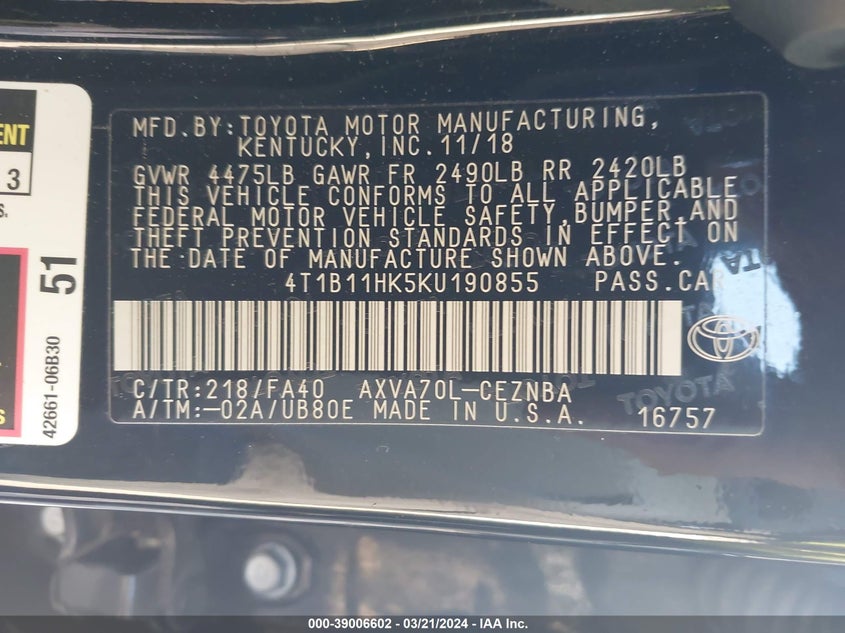 ENT
3
S.
51
42661-06B30
S
MFD.BY:TOYOTA MOTOR MANUFACTURING,
KENTUCKY,INC.11/18
GVWR 4475LB GAWR FR 2490LB RR 2420LB
THIS VEHICLE CONFORMS TO ALL APPLICABLE
FEDERAL MOTOR VEHICLE SAFETY,BUMPER,AND
THEFT PREVENTION STANDARDS IN EFFECT ON
THE DATE OF MANUFACTURE SHOWN ABOVE.
4T1B11HK5KU190855 PASS.CAR
C/TR:218/FA40 AXVA70L-CEZNBA
A/TM:-02A/UB80E MADE IN U.S.A. 16757
TOYOTA
000-39006602 - 03/21/2024 - IAA Inc.